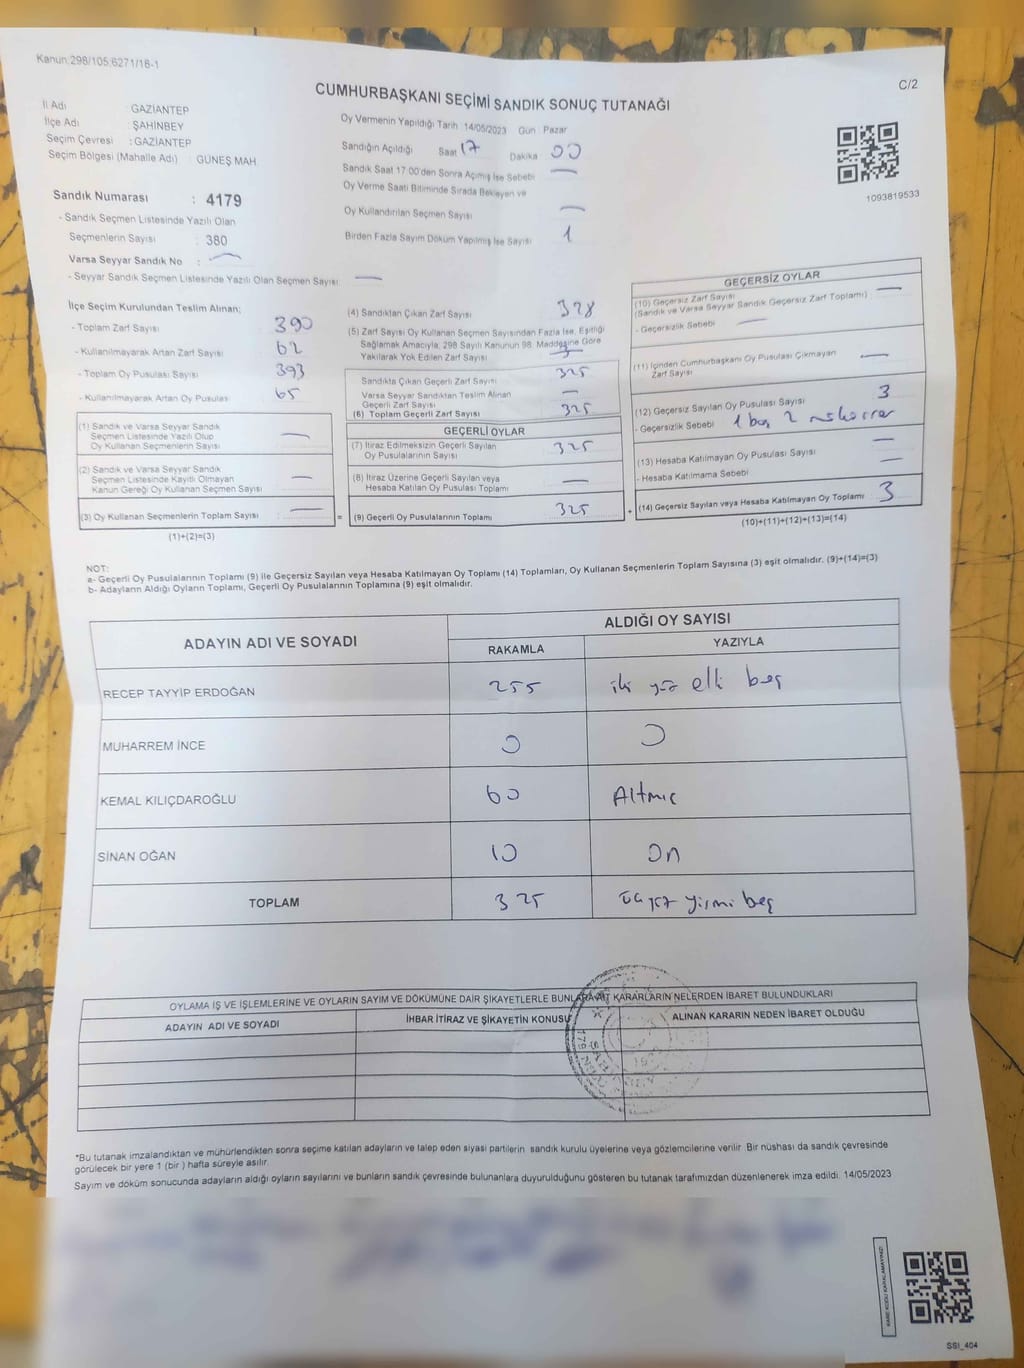 Kanun:298/105:6271/18-1
C/2
CUMHURBAŞKANI SEÇİMİ SANDIK SONUÇ TUTANAĞI
İl Adı : GAZİANTEP
İlçe Adı : ŞAHİNBEY
Seçim Çevresi : GAZİANTEP
Seçim Bölgesi (Mahalle Adı) : GÜNEŞ MAH
Oy Vermenin Yapıldığı Tarih 14/05/2023 Gün Pazar
Sandığın Açıldığı Saat 17 Dakika 00
Sandık Saat 17:00'den Sonra Açılmış İse Sebebi —
Oy Verme Saati Bitiminde Sırada Bekleyen ve
Oy Kullandırılan Seçmen Sayısı —
Birden Fazla Sayım Döküm Yapılmış İse Sayısı 1
1093819533
Sandık Numarası : 4179
- Sandık Seçmen Listesinde Yazılı Olan
Seçmenlerin Sayısı : 380
Varsa Seyyar Sandık No : —
- Seyyar Sandık Seçmen Listesinde Yazılı Olan Seçmen Sayısı: —
İlçe Seçim Kurulundan Teslim Alınan;
- Toplam Zarf Sayısı 390
- Kullanılmayarak Artan Zarf Sayısı 62
- Toplam Oy Pusulası Sayısı 393
- Kullanılmayarak Artan Oy Pusulası 65
(1) Sandık ve Varsa Seyyar Sandık
Seçmen Listesinde Yazılı Olup
Oy Kullanan Seçmenlerin Sayısı —
(2) Sandık ve Varsa Seyyar Sandık
Seçmen Listesinde Kayıtlı Olmayan
Kanun Gereği Oy Kullanan Seçmen Sayısı —
(3) Oy Kullanan Seçmenlerin Toplam Sayısı : — =
(1)+(2)=(3)
(4) Sandıktan Çıkan Zarf Sayısı 328
(5) Zarf Sayısı Oy Kullanan Seçmen Sayısından Fazla İse, Eşitliği
Sağlamak Amacıyla, 298 Sayılı Kanunun 98. Maddesine Göre
Yakılarak Yok Edilen Zarf Sayısı
Sandıkta Çıkan Geçerli Zarf Sayısı 325
Varsa Seyyar Sandıktan Teslim Alınan
Geçerli Zarf Sayısı —
(6) Toplam Geçerli Zarf Sayısı 325
GEÇERLİ OYLAR
(7) İtiraz Edilmeksizin Geçerli Sayılan
Oy Pusulalarının Sayısı 325
(8) İtiraz Üzerine Geçerli Sayılan veya
Hesaba Katılan Oy Pusulası Toplamı —
(9) Geçerli Oy Pusulalarının Toplamı 325 +
GEÇERSİZ OYLAR
(10) Geçersiz Zarf Sayısı —
(Sandık ve Varsa Seyyar Sandık Geçersiz Zarf Toplamı)
- Geçersizlik Sebebi —
(11) İçinden Cumhurbaşkanı Oy Pusulası Çıkmayan
Zarf Sayısı —
(12) Geçersiz Sayılan Oy Pusulası Sayısı 3
- Geçersizlik Sebebi 1 boş 2
(13) Hesaba Katılmayan Oy Pusulası Sayısı —
- Hesaba Katılmama Sebebi —
(14) Geçersiz Sayılan veya Hesaba Katılmayan Oy Toplamı 3
(10)+(11)+(12)+(13)=(14)
NOT:
a- Geçerli Oy Pusulalarının Toplamı (9) ile Geçersiz Sayılan veya Hesaba Katılmayan Oy Toplamı (14) Toplamları, Oy Kullanan Seçmenlerin Toplam Sayısına (3) eşit olmalıdır. (9)+(14)=(3)
b- Adayların Aldığı Oyların Toplamı, Geçerli Oy Pusulalarının Toplamına (9) eşit olmalıdır.
ADAYIN ADI VE SOYADI ALDIĞI OY SAYISI
RAKAMLA YAZIYLA
RECEP TAYYİP ERDOĞAN 255 iki yüz elli beş
MUHARREM İNCE 0 0
KEMAL KILIÇDAROĞLU 60 Altmış
SİNAN OĞAN 10 On
TOPLAM 325 üçyüz yirmi beş
OYLAMA İŞ VE İŞLEMLERİNE VE OYLARIN SAYIM VE DÖKÜMÜNE DAİR ŞİKAYETLERLE BUNLARA AİT KARARLARIN NELERDEN İBARET BULUNDUKLARI
ADAYIN ADI VE SOYADI İHBAR İTİRAZ VE ŞİKAYETİN KONUSU ALINAN KARARIN NEDEN İBARET OLDUĞU
*Bu tutanak imzalandıktan ve mühürlendikten sonra seçime katılan adayların ve talep eden siyasi partilerin sandık kurulu üyelerine veya gözlemcilerine verilir. Bir nüshası da sandık çevresinde
görülecek bir yere 1 (bir ) hafta süreyle asılır.
Sayım ve döküm sonucunda adayların aldığı oyların sayılarını ve bunların sandık çevresinde bulunanlara duyurulduğunu gösteren bu tutanak tarafımızdan düzenlenerek imza edildi. 14/05/2023
KARE KODU KARALAMAYINIZ!
SSİ_404